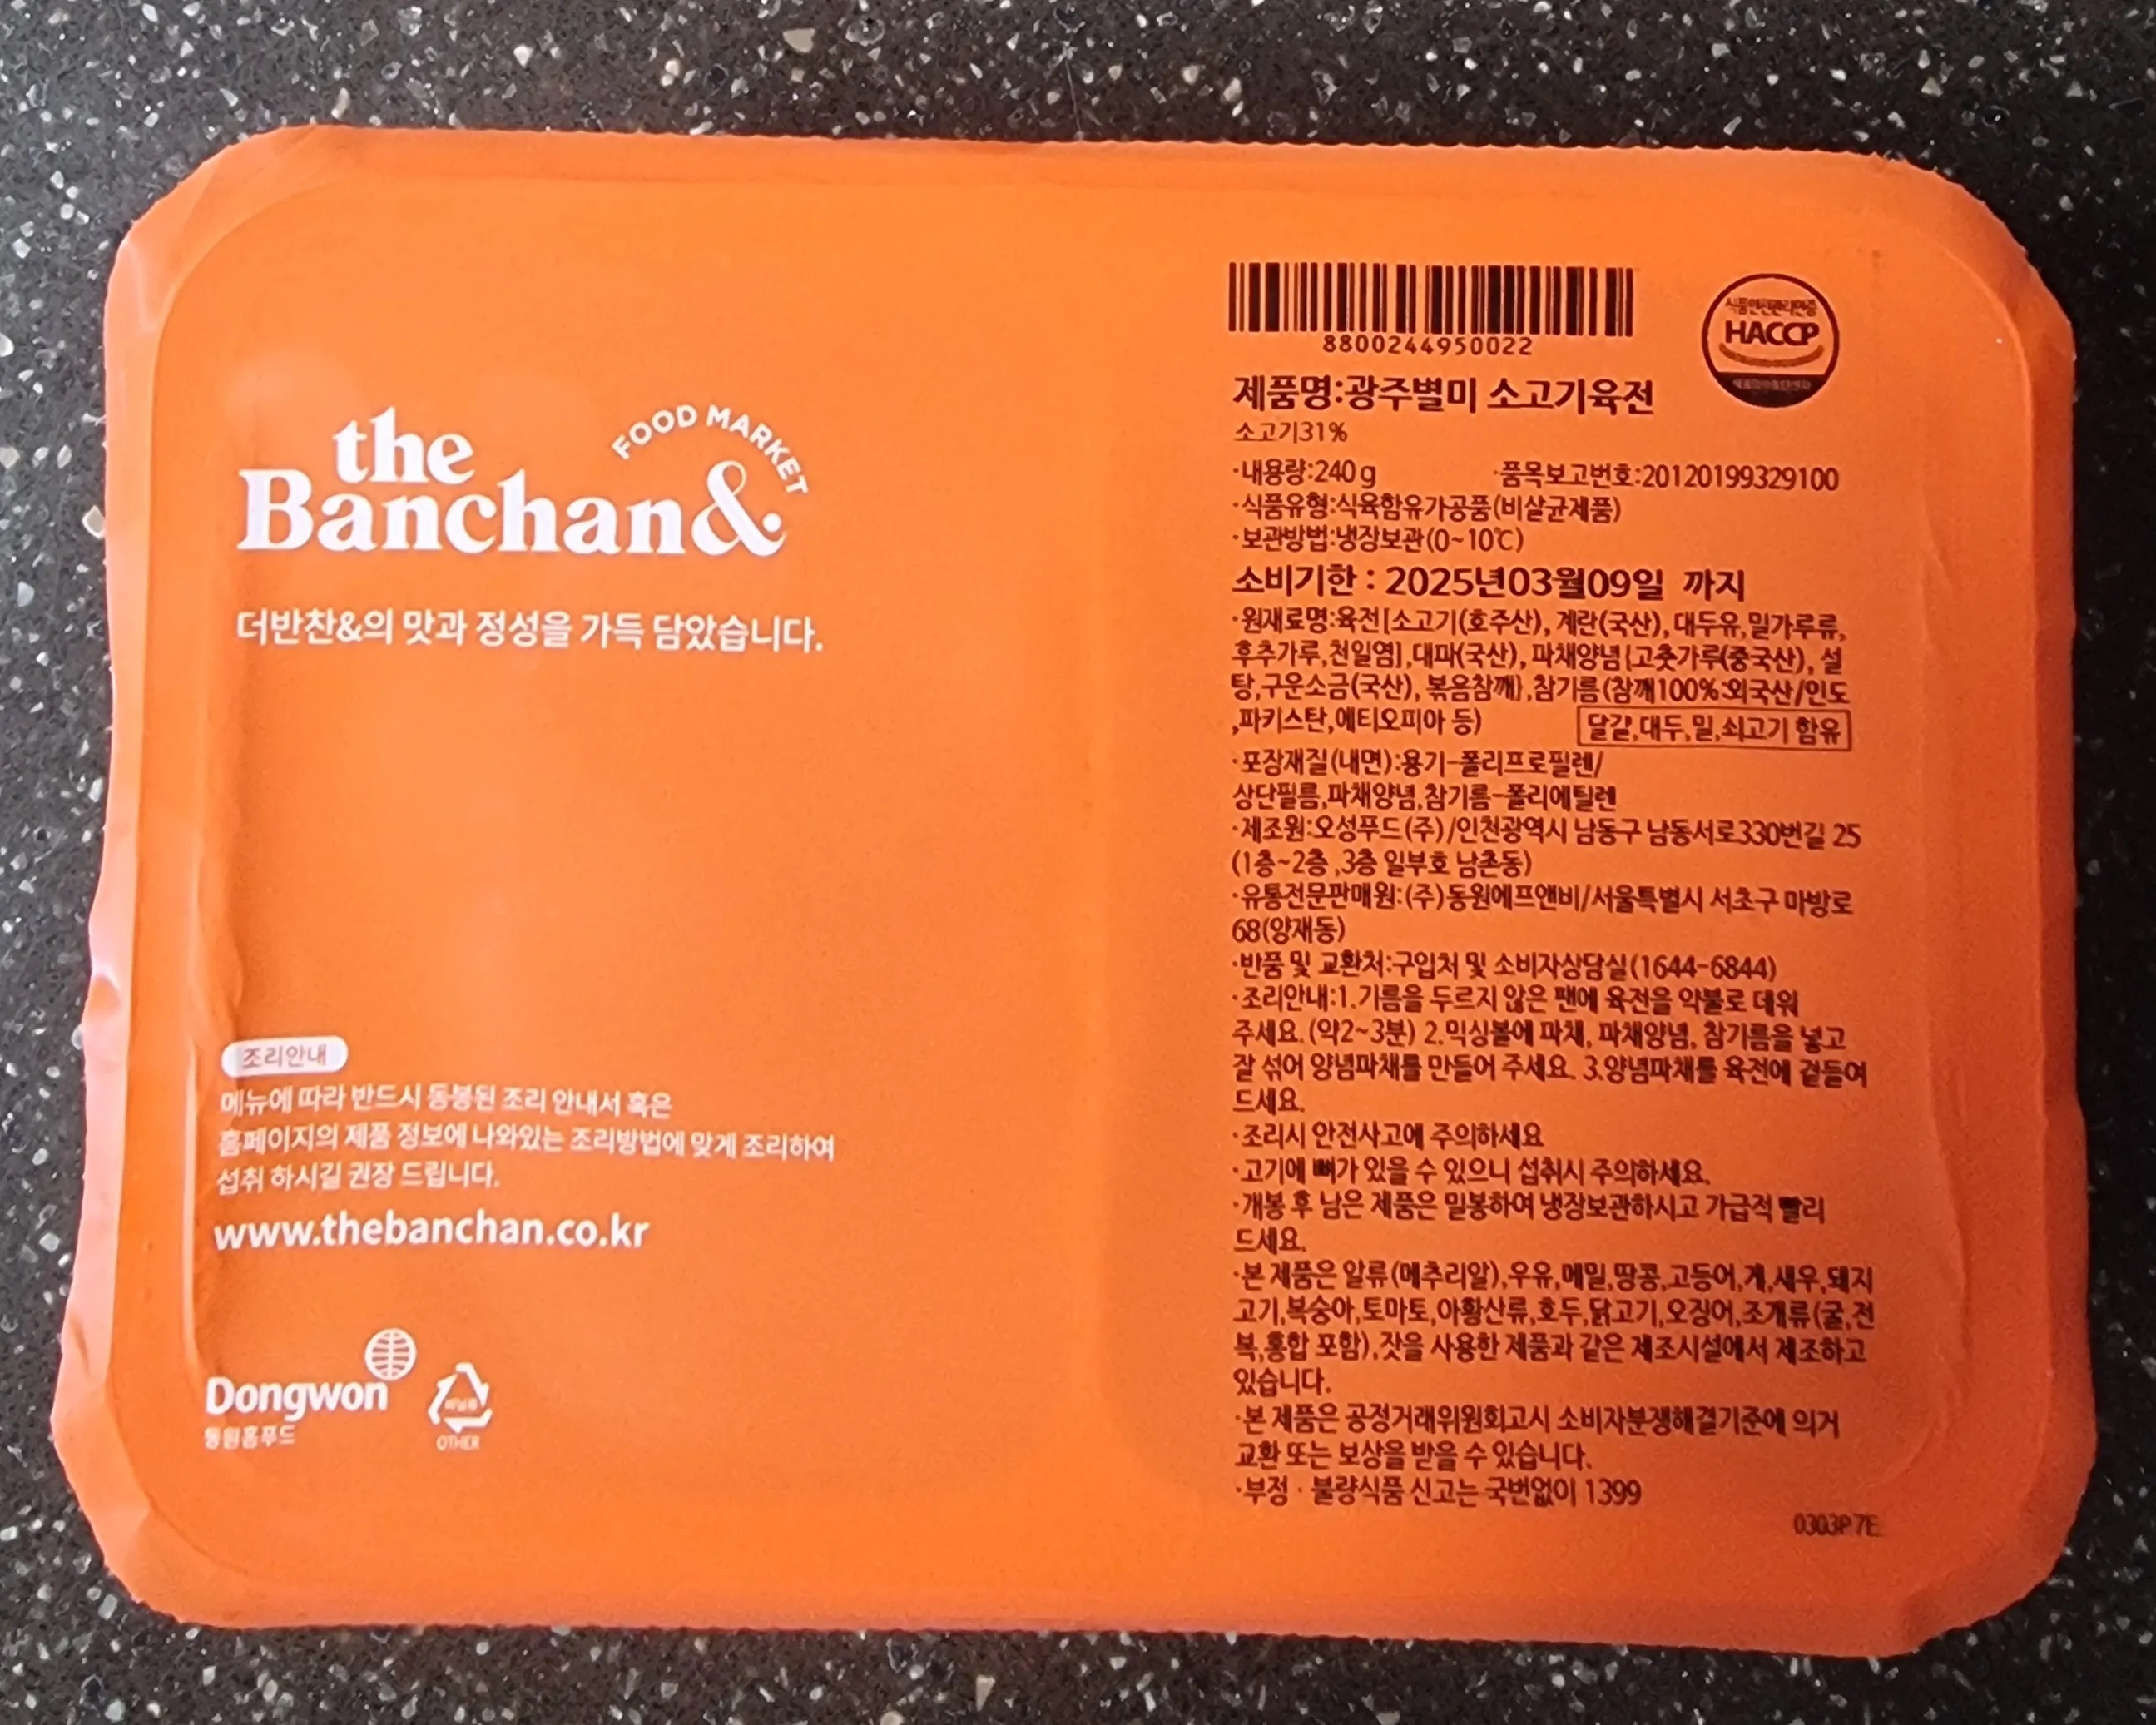 the
Banchan&
FOOD MARKET
더반찬&의 맛과 정성을 가득 담았습니다.
조리안내
메뉴에 따라 반드시 동봉된 조리 안내서 혹은
홈페이지의 제품 정보에 나와있는 조리방법에 맞게 조리하여
섭취 하시길 권장 드립니다.
www.thebanchan.co.kr
Dongwon
동원홈푸드
비닐류
OTHER
8800244950022
식품안전관리인증
HACCP
제품명:광주별미 소고기육전
소고기31%
·내용량:240g ·품목보고번호:20120199329100
·식품유형:식육함유가공품(비살균제품)
·보관방법:냉장보관(0~10℃)
소비기한 : 2025년03월09일 까지
·원재료명:육전[소고기(호주산), 계란(국산), 대두유,밀가루류,
후추가루,천일염],대파(국산), 파채양념{고춧가루(중국산), 설
탕,구운소금(국산), 볶음참깨},참기름(참깨100%:외국산/인도
,파키스탄,에티오피아 등) 달걀,대두,밀,쇠고기 함유
·포장재질(내면):용기-폴리프로필렌/
상단필름,파채양념,참기름-폴리에틸렌
·제조원:오성푸드(주)/인천광역시 남동구 남동서로330번길 25
(1층~2층 ,3층 일부호 남촌동)
·유통전문판매원:(주)동원에프앤비/서울특별시 서초구 마방로
68(양재동)
·반품 및 교환처:구입처 및 소비자상담실(1644-6844)
·조리안내:1.기름을 두르지 않은 팬에 육전을 약불로 데워
주세요. (약2~3분) 2.믹싱볼에 파채, 파채양념, 참기름을 넣고
잘 섞어 양념파채를 만들어 주세요. 3.양념파채를 육전에 곁들여
드세요.
·조리시 안전사고에 주의하세요
·고기에 뼈가 있을 수 있으니 섭취시 주의하세요.
·개봉 후 남은 제품은 밀봉하여 냉장보관하시고 가급적 빨리
드세요.
·본 제품은 알류(메추리알),우유,메밀,땅콩,고등어,게,새우,돼지
고기,복숭아,토마토,아황산류,호두,닭고기,오징어,조개류(굴,전
복,홍합 포함),잣을 사용한 제품과 같은 제조시설에서 제조하고
있습니다.
·본 제품은 공정거래위원회고시 소비자분쟁해결기준에 의거
교환 또는 보상을 받을 수 있습니다.
·부정 · 불량식품 신고는 국번없이 1399
0303P.7E